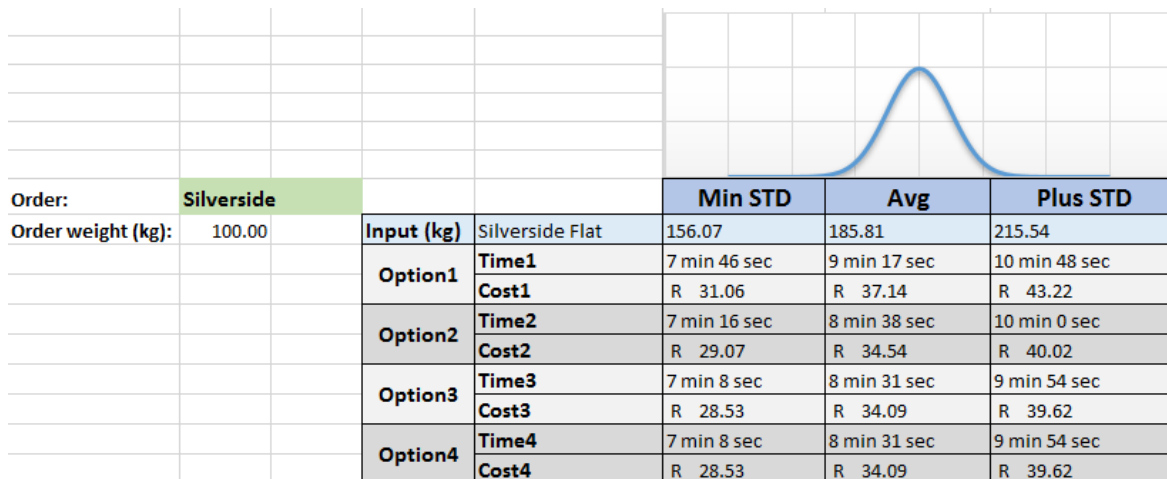 Min STD Avg Plus STD
Order: Silverside
Order weight (kg): 100.00 Input (kg) Silverside Flat 156.07 185.81 215.54
Option1 Time1 7 min 46 sec 9 min 17 sec 10 min 48 sec
Cost1 R 31.06 R 37.14 R 43.22
Option2 Time2 7 min 16 sec 8 min 38 sec 10 min 0 sec
Cost2 R 29.07 R 34.54 R 40.02
Option3 Time3 7 min 8 sec 8 min 31 sec 9 min 54 sec
Cost3 R 28.53 R 34.09 R 39.62
Option4 Time4 7 min 8 sec 8 min 31 sec 9 min 54 sec
Cost4 R 28.53 R 34.09 R 39.62